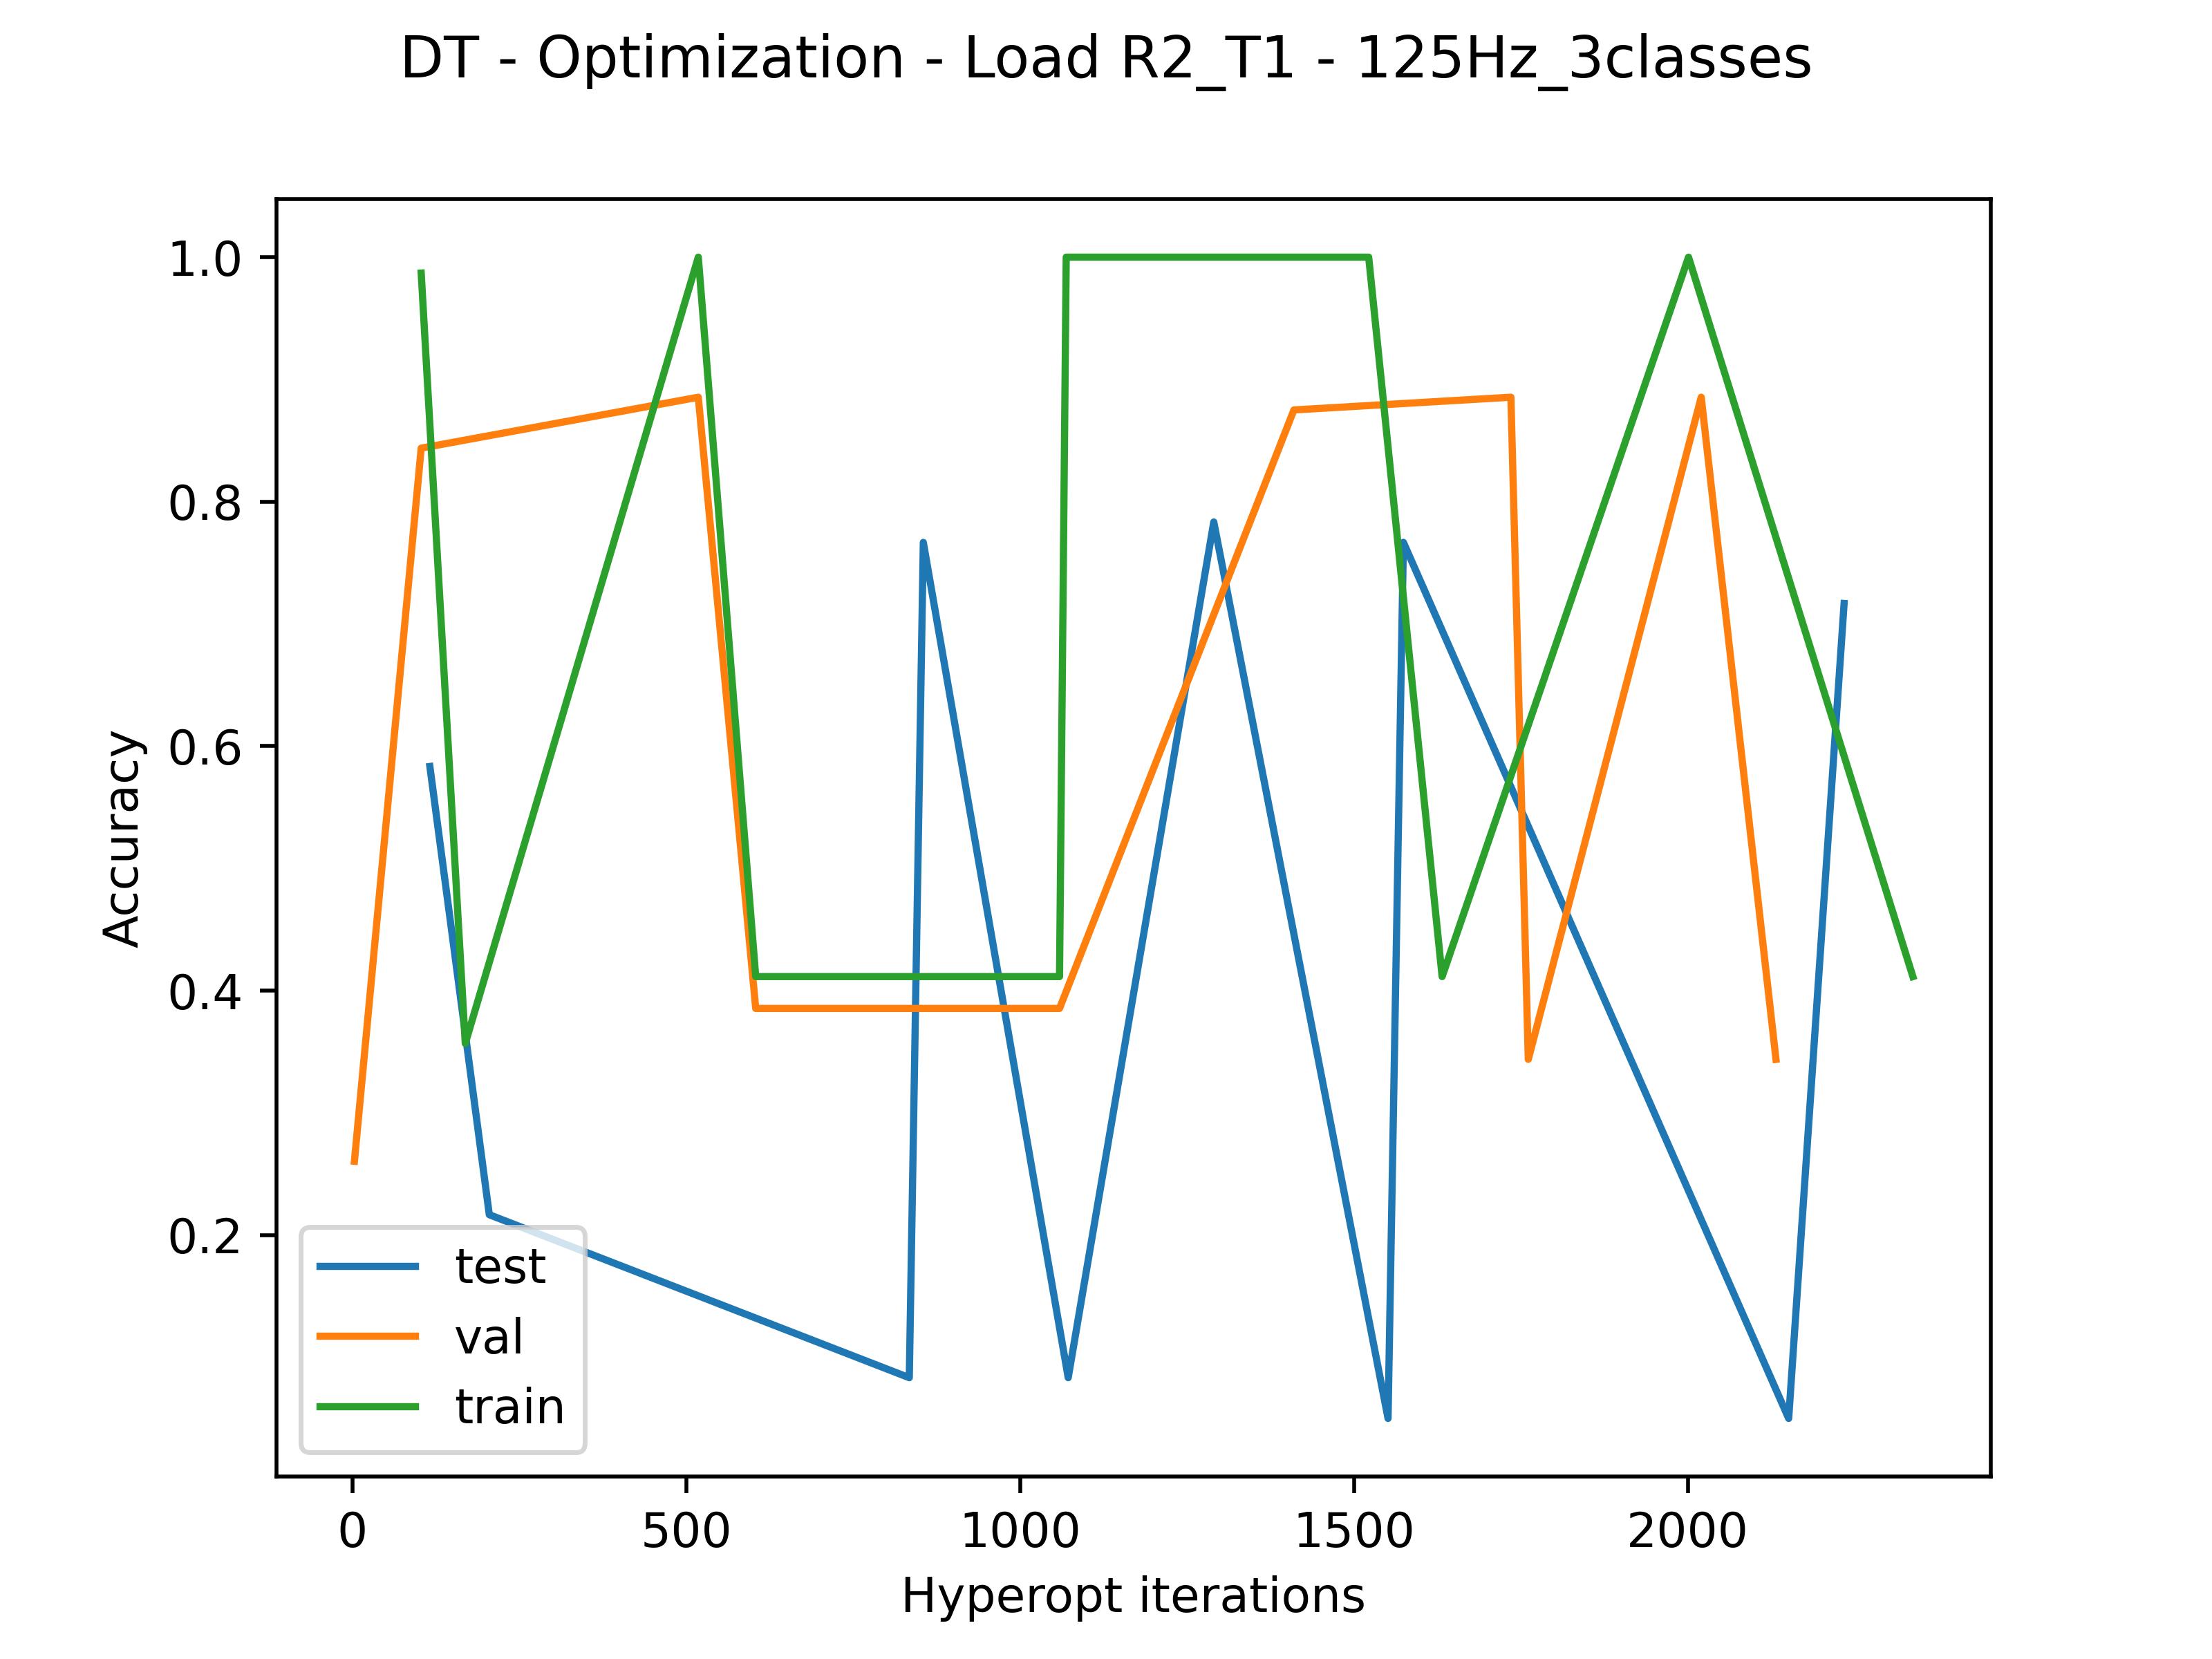 DT - Optimization - Load R2_T1 - 125Hz_3classes
1.0
0.8
0.6
0.4
0.2
Accuracy
test
val
train
0 500 1000 1500 2000
Hyperopt iterations